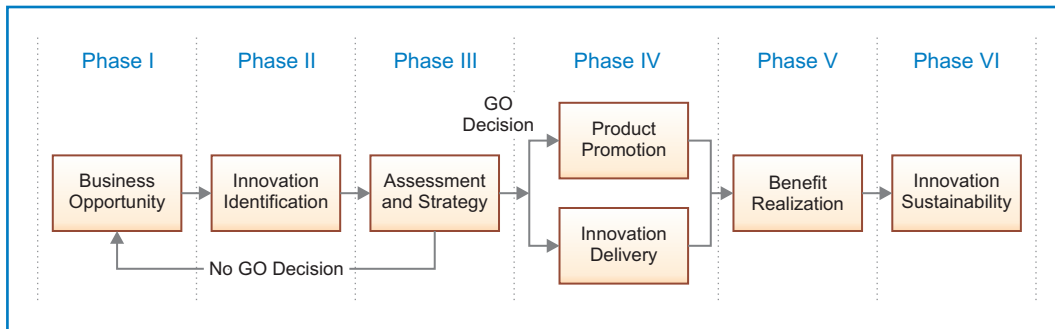 Phase I
Phase II
Phase III
Phase IV
Phase V
Phase VI
GO
Decision
Product
Promotion
Business
Opportunity
Innovation
Identification
Assessment
and Strategy
Benefit
Realization
Innovation
Sustainability
Innovation
Delivery
No GO Decision